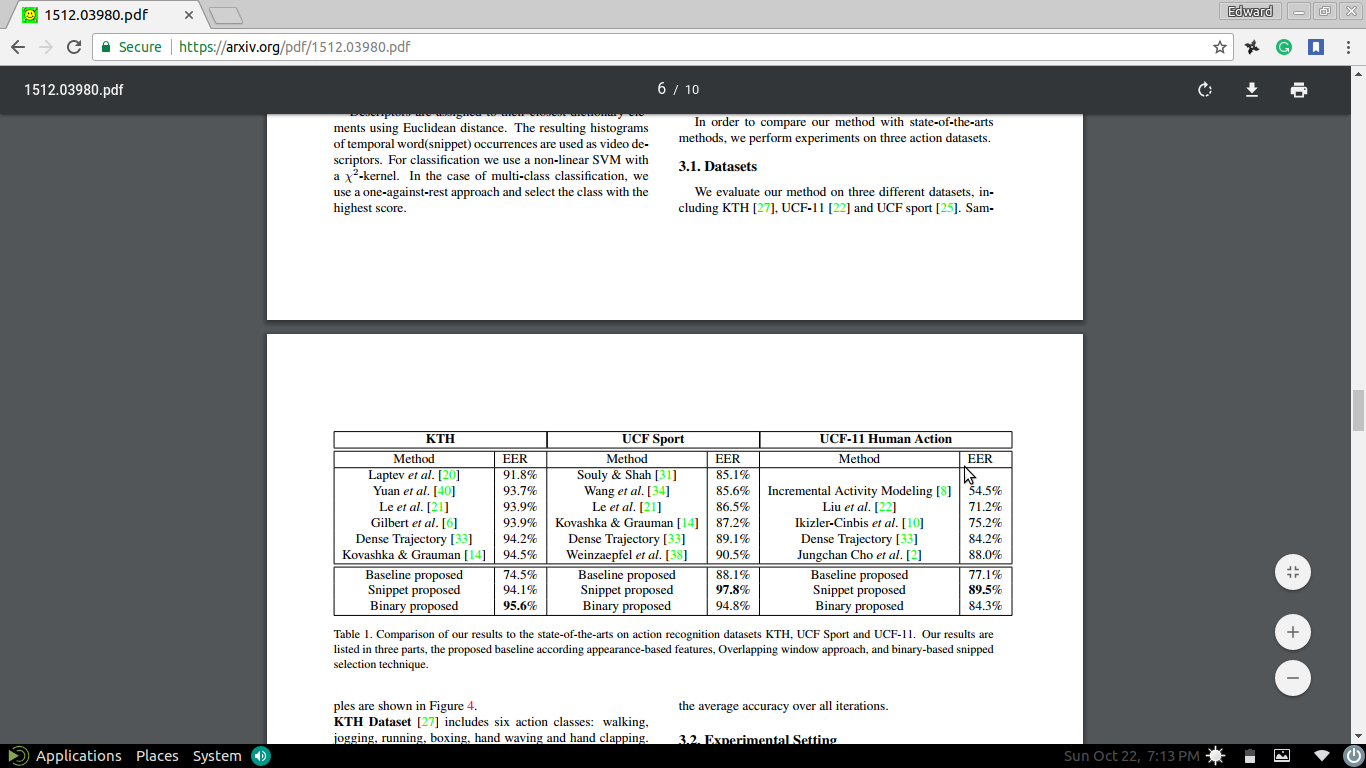 1512.03980.pdf
Edward
Secure
https://arxiv.org/pdf/1512.03980.pdf
1512.03980.pdf
6 / 10
Descriptors are assigned to their closest dictionary ele-
ments using Euclidean distance. The resulting histograms
of temporal word(snippet) occurrences are used as video de-
scriptors. For classification we use a non-linear SVM with
a χ²-kernel. In the case of multi-class classification, we
use a one-against-rest approach and select the class with the
highest score.
In order to compare our method with state-of-the-arts
methods, we perform experiments on three action datasets.
3.1. Datasets
We evaluate our method on three different datasets, in-
cluding KTH [27], UCF-11 [22] and UCF sport [25]. Sam-
KTH UCF Sport UCF-11 Human Action
Method EER Method EER Method EER
Laptev et al. [20] 91.8% Souly & Shah [31] 85.1%
Yuan et al. [40] 93.7% Wang et al. [34] 85.6% Incremental Activity Modeling [8] 54.5%
Le et al. [21] 93.9% Le et al. [21] 86.5% Liu et al. [22] 71.2%
Gilbert et al. [6] 93.9% Kovashka & Grauman [14] 87.2% Ikizler-Cinbis et al. [10] 75.2%
Dense Trajectory [33] 94.2% Dense Trajectory [33] 89.1% Dense Trajectory [33] 84.2%
Kovashka & Grauman [14] 94.5% Weinzaepfel et al. [38] 90.5% Jungchan Cho et al. [2] 88.0%
Baseline proposed 74.5% Baseline proposed 88.1% Baseline proposed 77.1%
Snippet proposed 94.1% Snippet proposed 97.8% Snippet proposed 89.5%
Binary proposed 95.6% Binary proposed 94.8% Binary proposed 84.3%
Table 1. Comparison of our results to the state-of-the-arts on action recognition datasets KTH, UCF Sport and UCF-11. Our results are
listed in three parts, the proposed baseline according appearance-based features, Overlapping window approach, and binary-based snipped
selection technique.
ples are shown in Figure 4.
KTH Dataset [27] includes six action classes: walking,
jogging, running, boxing, hand waving and hand clapping.
the average accuracy over all iterations.
3.2. Experimental Setting
Applications Places System
Sun Oct 22, 7:13 PM